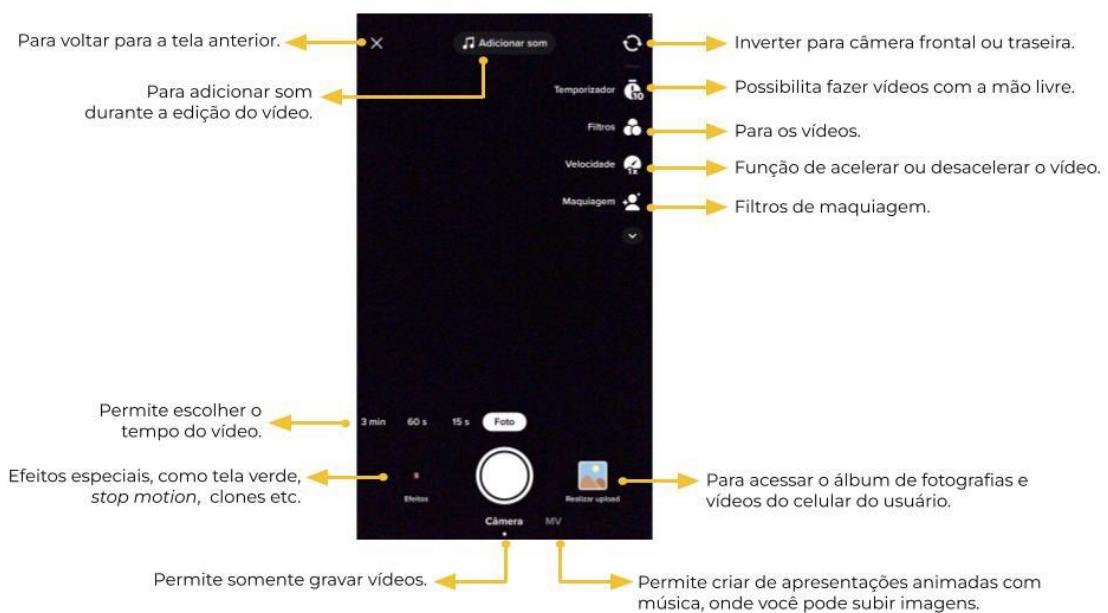 Para voltar para a tela anterior.
Adicionar som
Inverter para câmera frontal ou traseira.
Para adicionar som
durante a edição do vídeo.
Temporizador
10
Possibilita fazer vídeos com a mão livre.
Filtros
Para os vídeos.
Velocidade
1x
Função de acelerar ou desacelerar o vídeo.
Maquiagem
Filtros de maquiagem.
Permite escolher o
tempo do vídeo.
3 min 60 s 15 s Foto
Efeitos especiais, como tela verde,
stop motion, clones etc.
Efeitos
Realizar upload
Para acessar o álbum de fotografias e
vídeos do celular do usuário.
Câmera MV
Permite somente gravar vídeos.
Permite criar de apresentações animadas com
música, onde você pode subir imagens.